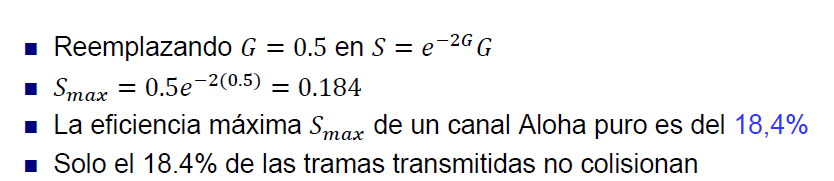 ■ Reemplazando G = 0.5 en S = e^{-2G} G
■ S_{max} = 0.5e^{-2(0.5)} = 0.184
■ La eficiencia máxima S_{max} de un canal Aloha puro es del 18,4%
■ Solo el 18.4% de las tramas transmitidas no colisionan